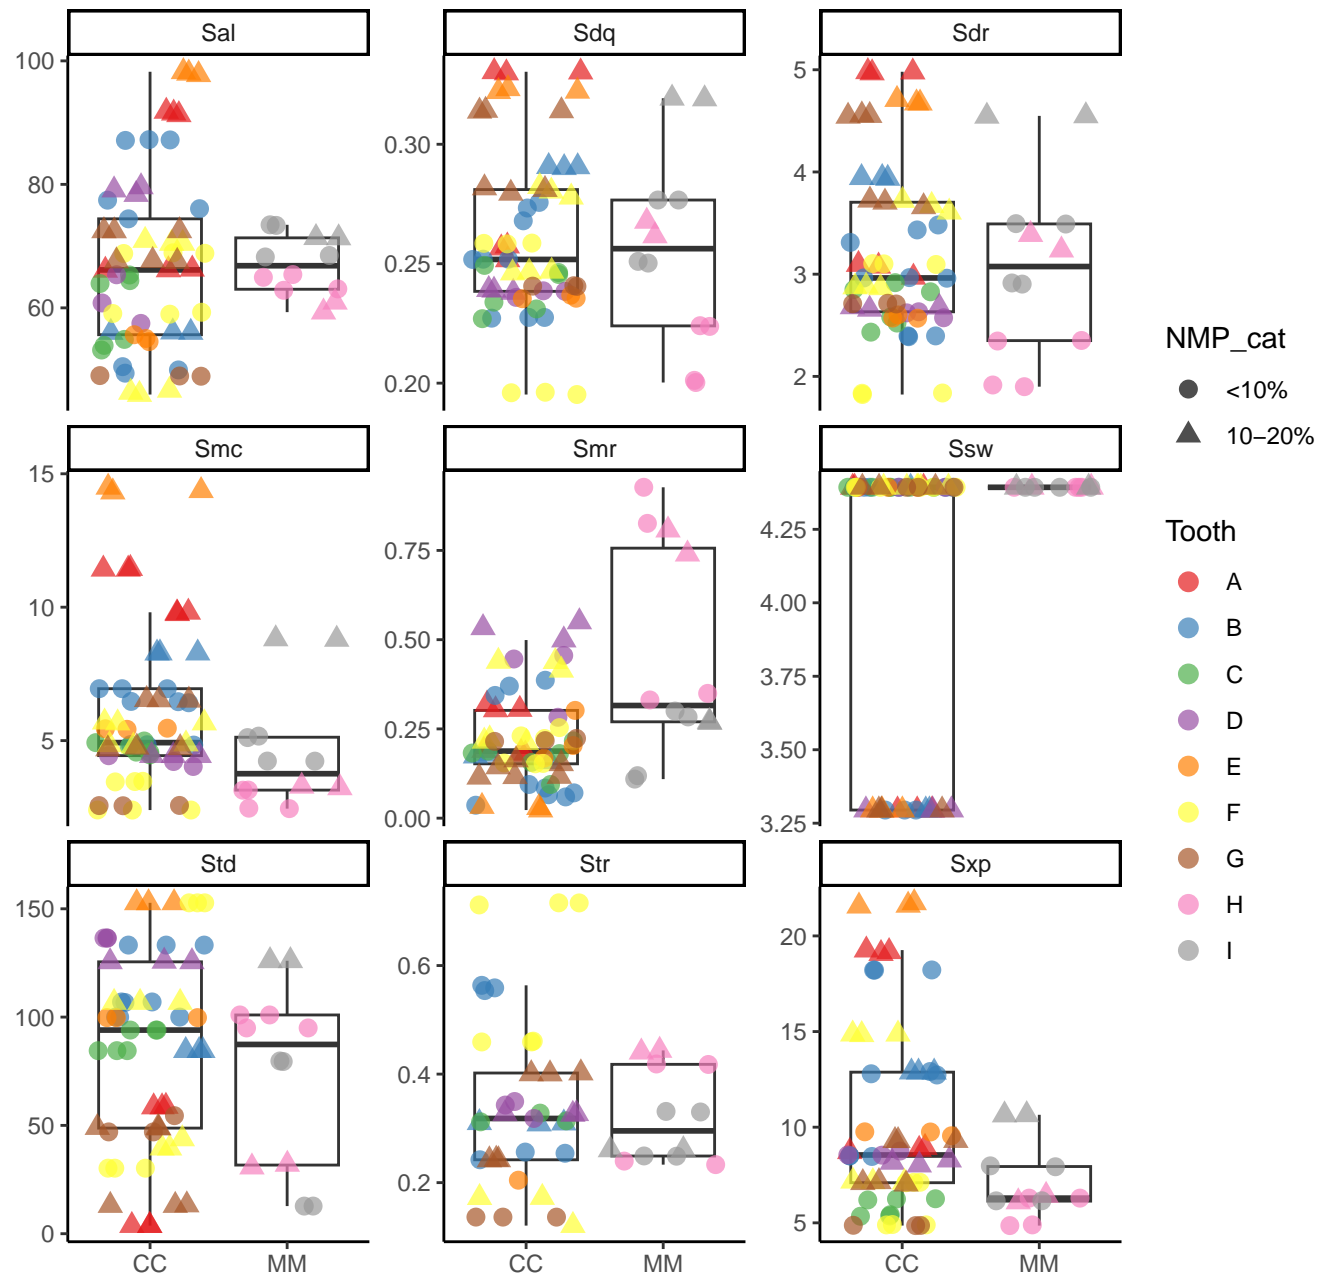 Sal Sdq Sdr
100
80
60
0.30
0.25
0.20
5
4
3
2
Smc Smr Ssw
15
10
5
0.75
0.50
0.25
0.00
4.25
4.00
3.75
3.50
3.25
Std Str Sxp
150
100
50
0
0.6
0.4
0.2
20
15
10
5
CC MM CC MM CC MM
NMP_cat
<10%
10−20%
Tooth
A
B
C
D
E
F
G
H
I